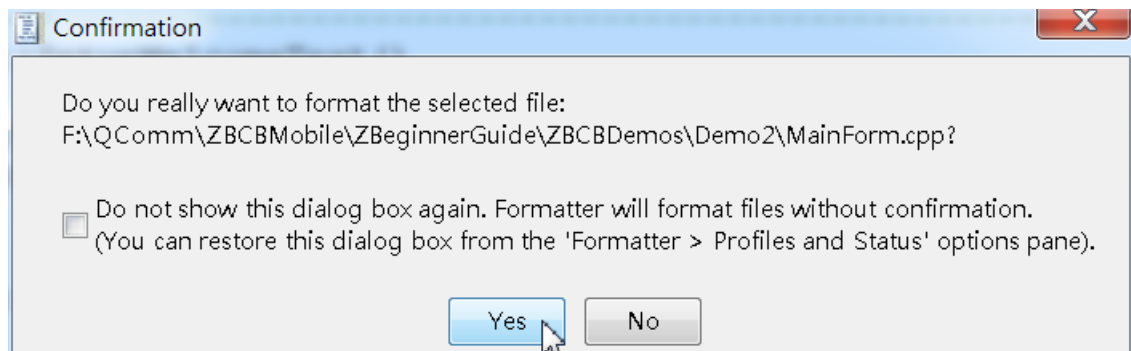 Confirmation
Do you really want to format the selected file:
F:\QComm\ZBCBMobile\ZBeginnerGuide\ZBCBDemos\Demo2\MainForm.cpp?
Do not show this dialog box again. Formatter will format files without confirmation.
(You can restore this dialog box from the 'Formatter > Profiles and Status' options pane).
Yes
No